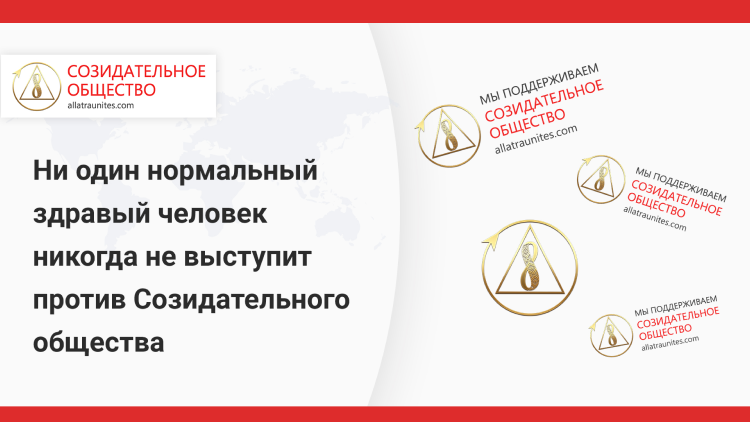 СОЗИДАТЕЛЬНОЕ
ОБЩЕСТВО
allatraunites.com
Ни один нормальный
здравый человек
никогда не выступит
против Созидательного
общества
МЫ ПОДДЕРЖИВАЕМ
СОЗИДАТЕЛЬНОЕ
ОБЩЕСТВО
allatraunites.com
МЫ ПОДДЕРЖИВАЕМ
СОЗИДАТЕЛЬНОЕ
ОБЩЕСТВО
allatraunites.com
МЫ ПОДДЕРЖИВАЕМ
СОЗИДАТЕЛЬНОЕ
ОБЩЕСТВО
allatraunites.com